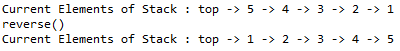 Current Elements of Stack : top -> 5 -> 4 -> 3 -> 2 -> 1
reverse()
Current Elements of Stack : top -> 1 -> 2 -> 3 -> 4 -> 5